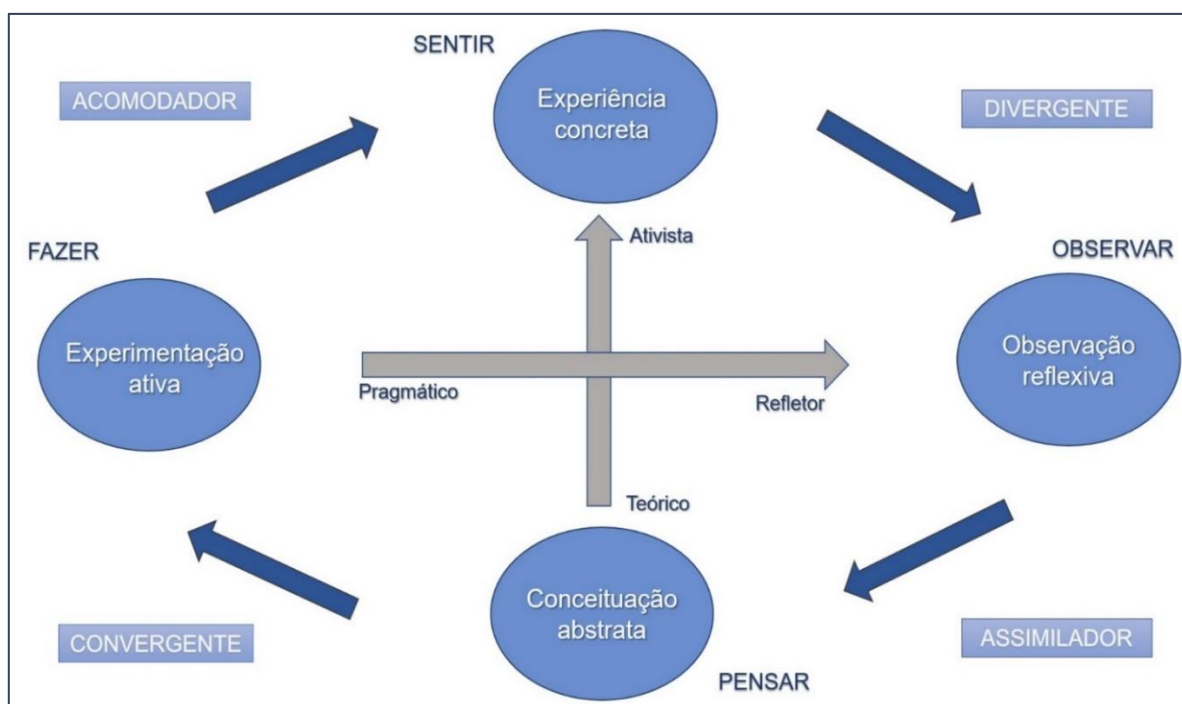 SENTIR
ACOMODADOR
Experiência
concreta
DIVERGENTE
FAZER
Ativista
OBSERVAR
Experimentação
ativa
Observação
reflexiva
Pragmático
Refletor
Teórico
Conceituação
abstrata
CONVERGENTE
ASSIMILADOR
PENSAR